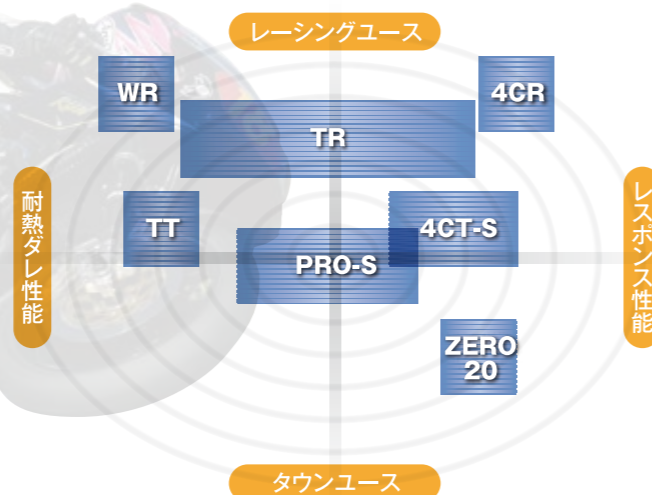 レーシングユース
WR
4CR
TR
耐熱ダレ性能
レスポンス性能
TT
4CT-S
PRO-S
ZERO
20
タウンユース